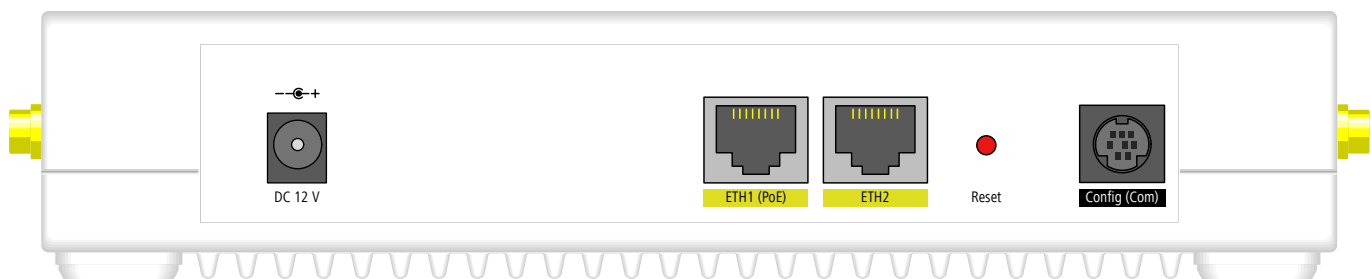 DC 12 V
ETH1 (PoE)
ETH2
Reset
Config (Com)